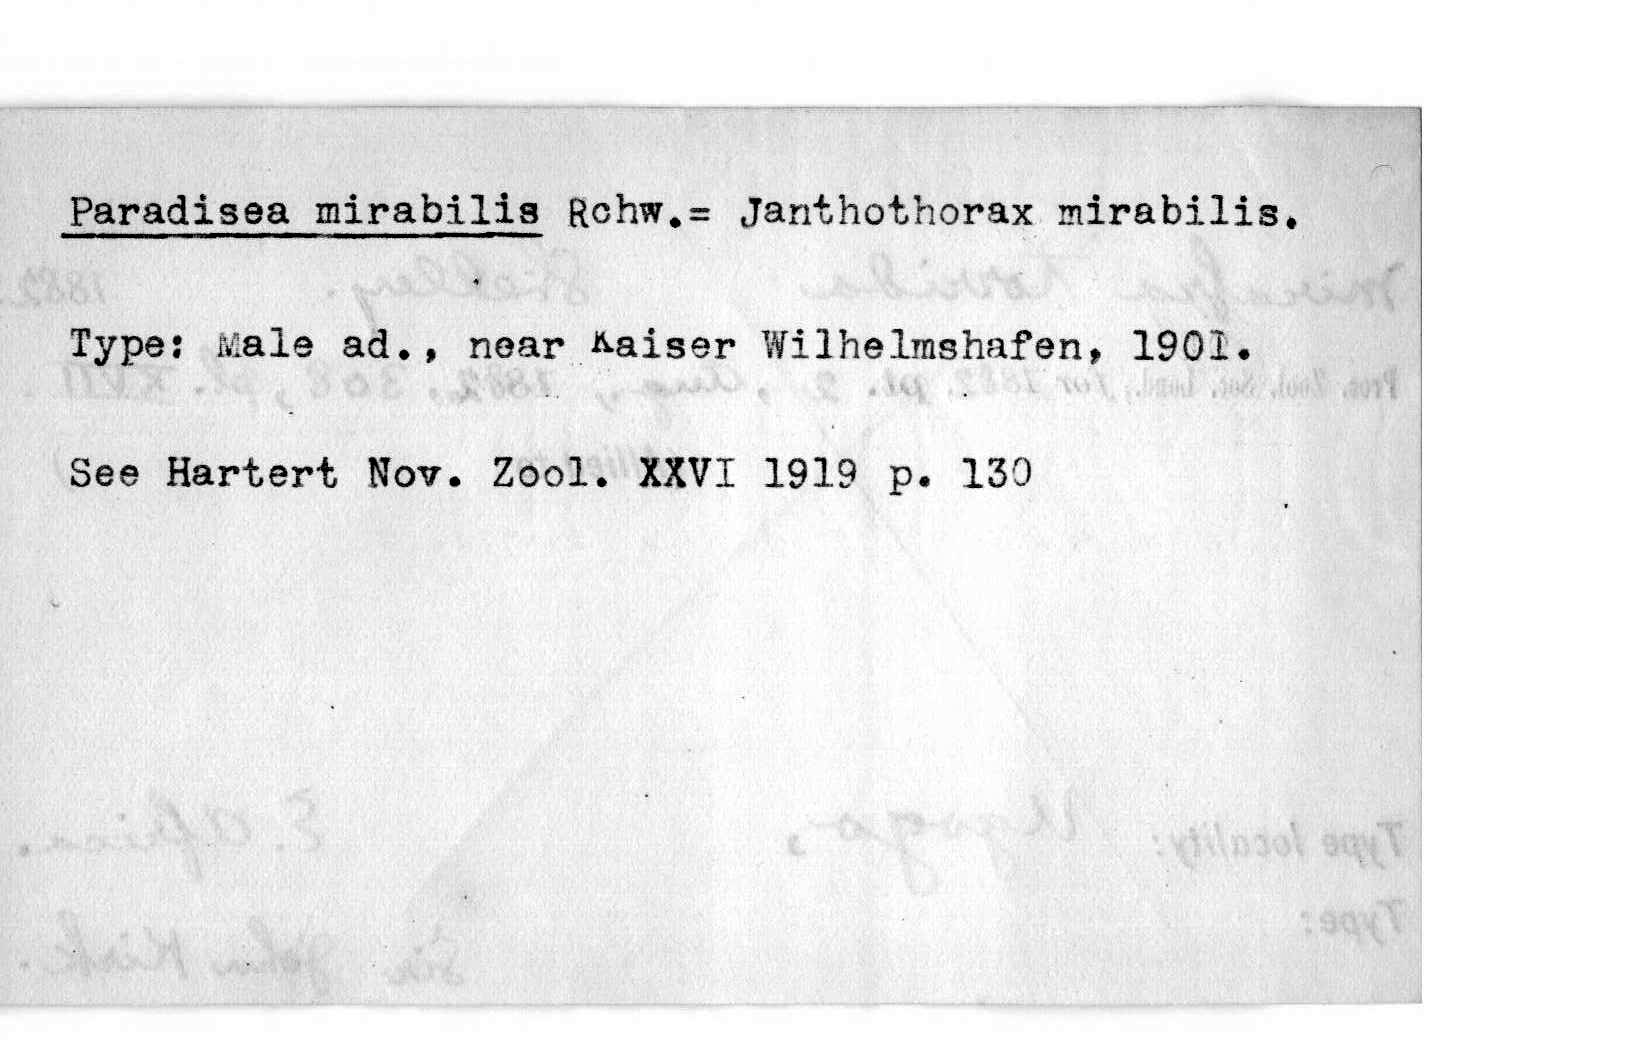 Paradisea mirabilis Rchw.= Janthothorax mirabilis.
Type: Male ad., near Kaiser Wilhelmshafen, 1901.
See Hartert Nov. Zool. XXVI 1919 p. 130